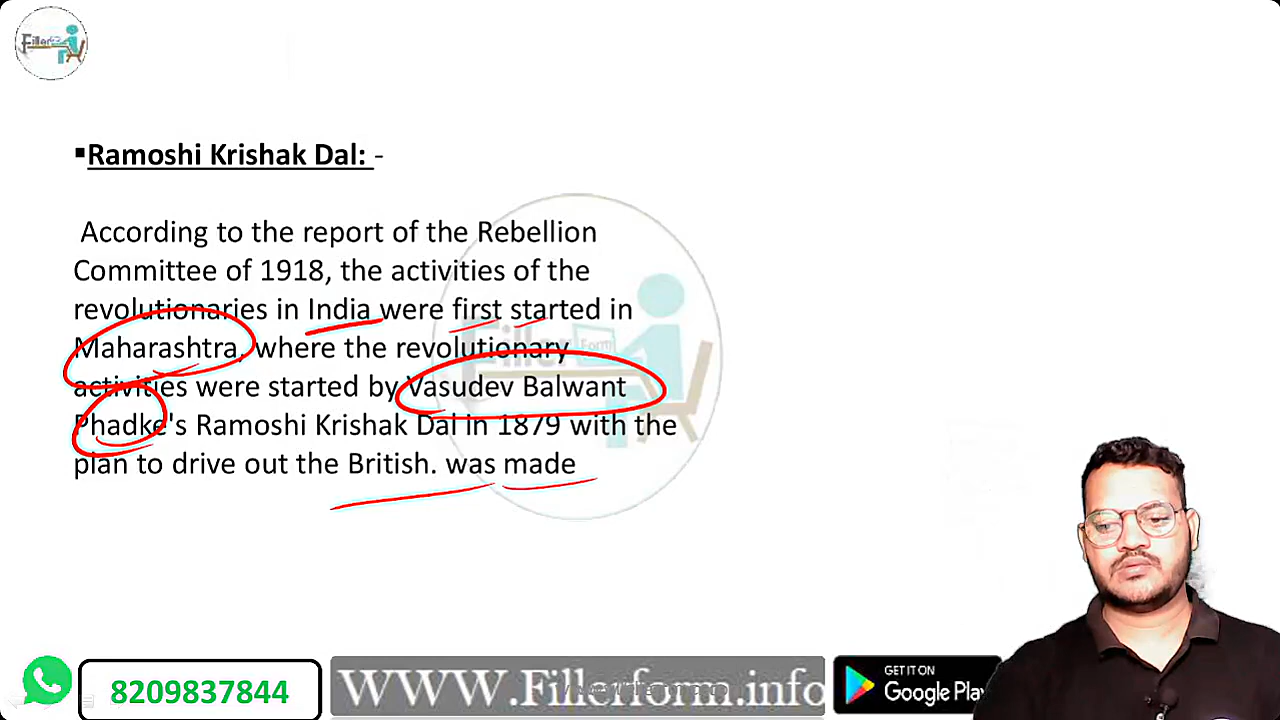 Fillerform
▪Ramoshi Krishak Dal: -
According to the report of the Rebellion
Committee of 1918, the activities of the
revolutionaries in India were first started in
Maharashtra, where the revolutionary
activities were started by Vasudev Balwant
Phadke's Ramoshi Krishak Dal in 1879 with the
plan to drive out the British. was made
Form
8209837844
WWW.Fillerform.info
GET IT ON
Google Play